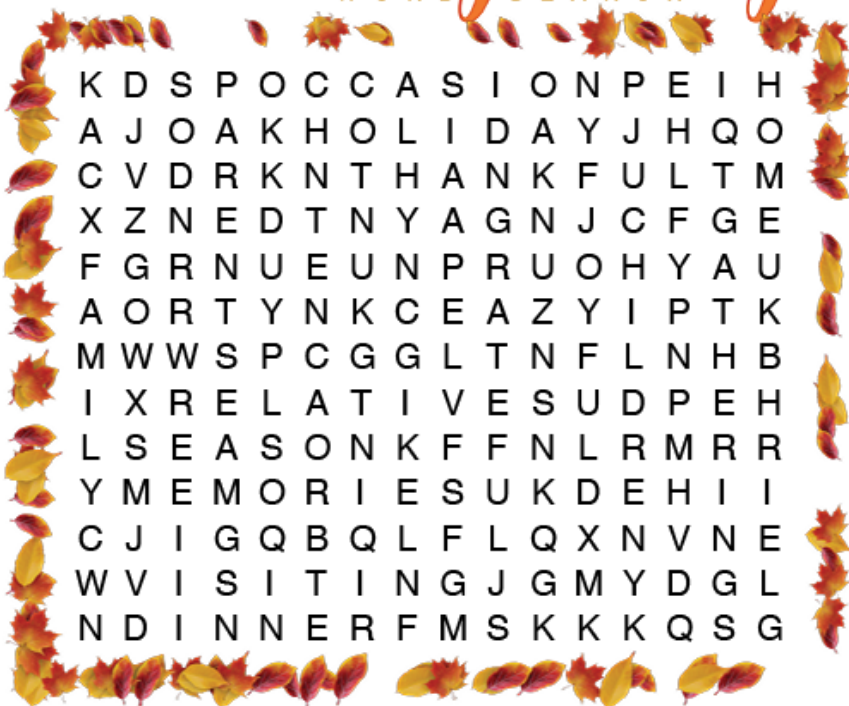 K D S P O C C A S I O N P E I H
A J O A K H O L I D A Y J H Q O
C V D R K N T H A N K F U L T M
X Z N E D T N Y A G N J C F G E
F G R N U E U N P R U O H Y A U
A O R T Y N K C E A Z Y I P T K
M W W S P C G G L T N F L N H B
I X R E L A T I V E S U D P E H
L S E A S O N K F F N L R M R R
Y M E M O R I E S U K D E H I I
C J I G Q B Q L F L Q X N V N E
W V I S I T I N G J G M Y D G L
N D I N N E R F M S K K K Q S G